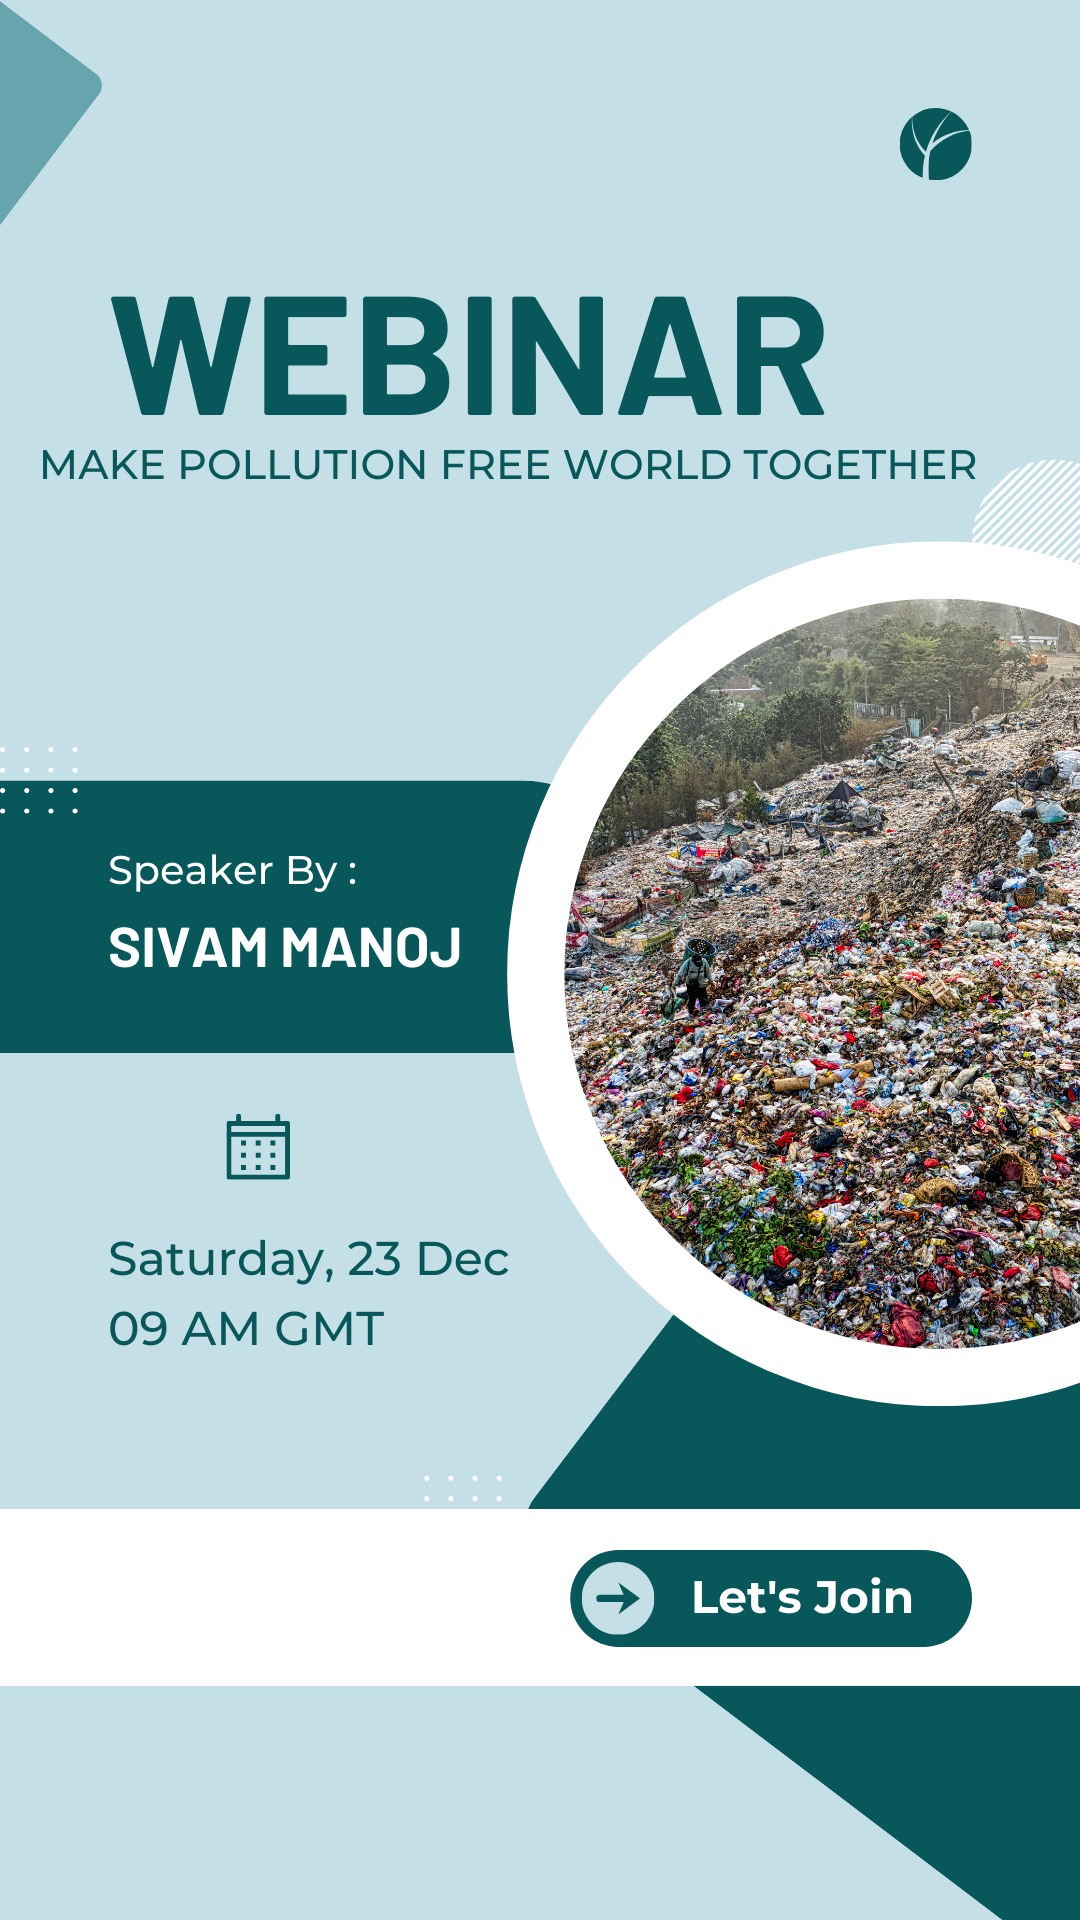 WEBINAR
MAKE POLLUTION FREE WORLD TOGETHER
Speaker By :
SIVAM MANOJ
Saturday, 23 Dec
09 AM GMT
Let's Join